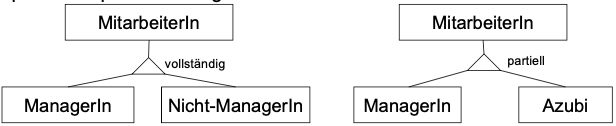 MitarbeiterIn
vollständig
ManagerIn
Nicht-ManagerIn
MitarbeiterIn
partiell
ManagerIn
Azubi